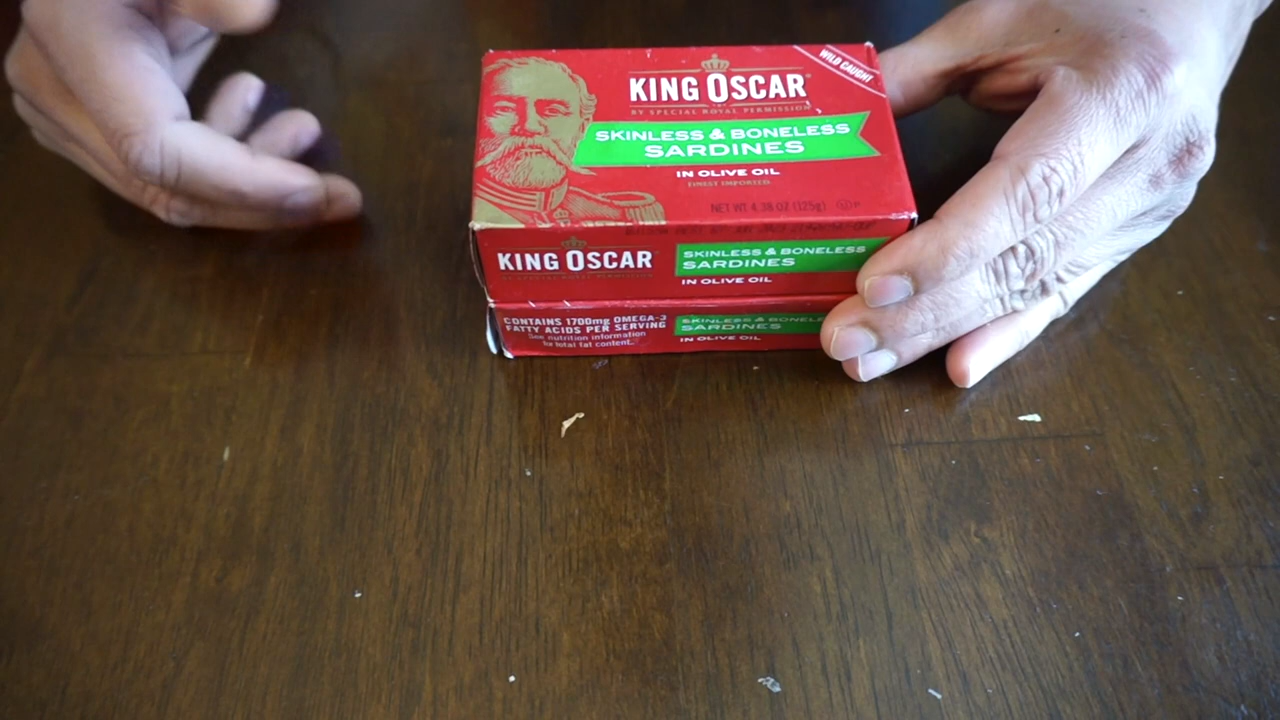 WILD CAUGHT
KING OSCAR
BY SPECIAL ROYAL PERMISSION
SKINLESS & BONELESS
SARDINES
IN OLIVE OIL
FINEST IMPORTED
NET WT 4.38 OZ (125g)
KING OSCAR
SKINLESS & BONELESS
SARDINES
IN OLIVE OIL
CONTAINS 1700mg OMEGA-3
FATTY ACIDS PER SERVING
See nutrition information
for total fat content.
SKINLESS & BONELE
SARDINES
IN OLIVE OIL